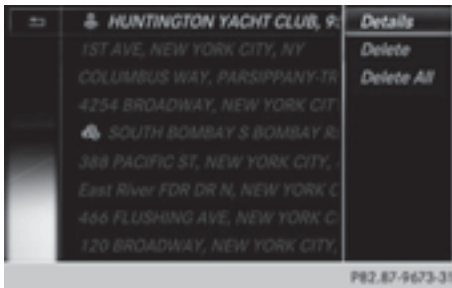 HUNTINGTON YACHT CLUB, 9:
1ST AVE, NEW YORK CITY, NY
COLUMBUS WAY, PARSIPPANY-TR
4254 BROADWAY, NEW YORK CIT
SOUTH BOMBAY S BOMBAY R
388 PACIFIC ST, NEW YORK CITY,
East River FDR DR N, NEW YORK C
466 FLUSHING AVE, NEW YORK C
120 BROADWAY, NEW YORK CITY,
Details
Delete
Delete All
P82.87-9673-31